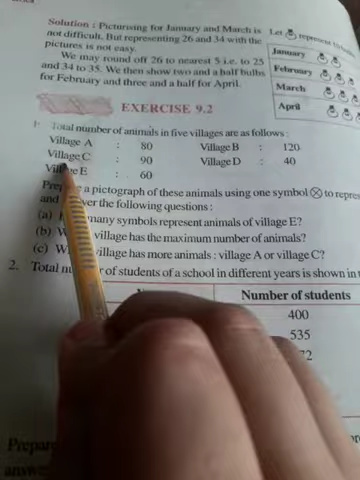 Solution : Picturising for January and March is
not difficult. But representing 26 and 34 with the
pictures is not easy.
We may round off 26 to nearest 5 i.e. to 25
and 34 to 35. We then show two and a half bulbs
for February and three and a half for April.
Let represent
January
February
March
April
EXERCISE 9.2
1. Total number of animals in five villages are as follows :
Village A : 80 Village B : 120
Village C : 90 Village D : 40
Village E : 60
a pictograph of these animals using one symbol ⊗ to
and the following questions :
(a) many symbols represent animals of village E?
(b) village has the maximum number of animals?
(c) village has more animals : village A or village C?
2. Total of students of a school in different years is shown in
Number of students
400
535